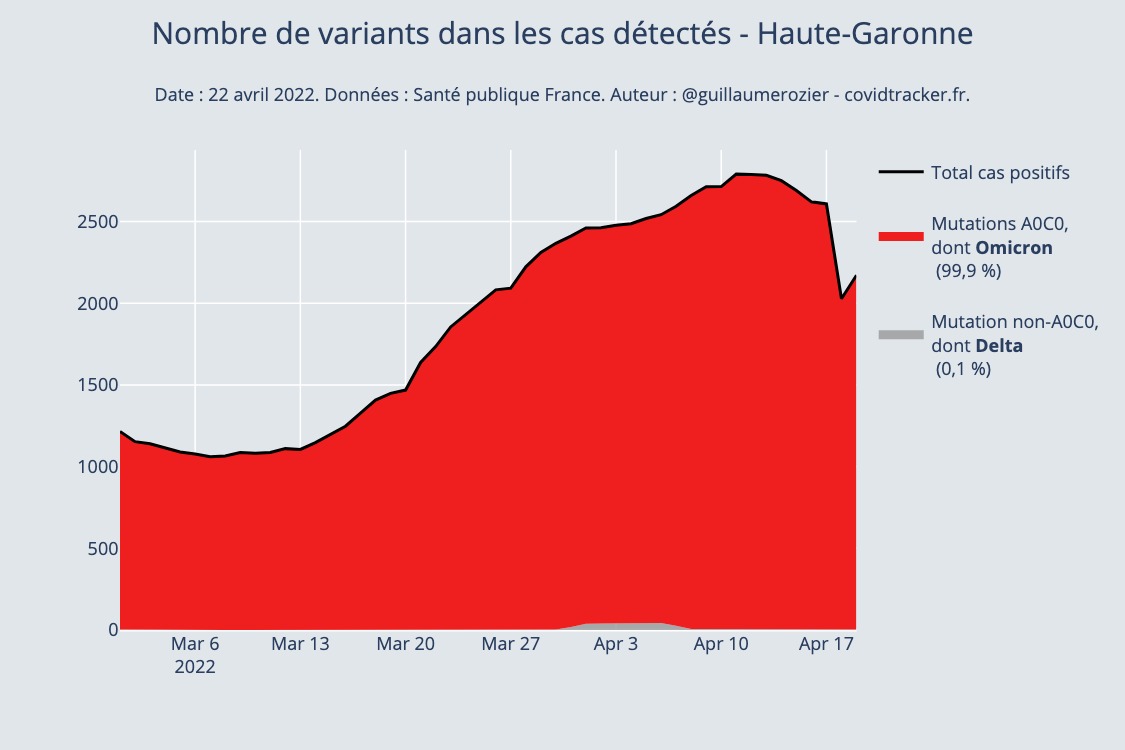 Nombre de variants dans les cas détectés - Haute-Garonne
Date : 22 avril 2022. Données : Santé publique France. Auteur : @guillaumerozier - covidtracker.fr.
Total cas positifs
Mutations A0C0,
dont Omicron
(99,9 %)
Mutation non-A0C0,
dont Delta
(0,1 %)
2500
2000
1500
1000
500
0
Mar 6
2022
Mar 13
Mar 20
Mar 27
Apr 3
Apr 10
Apr 17